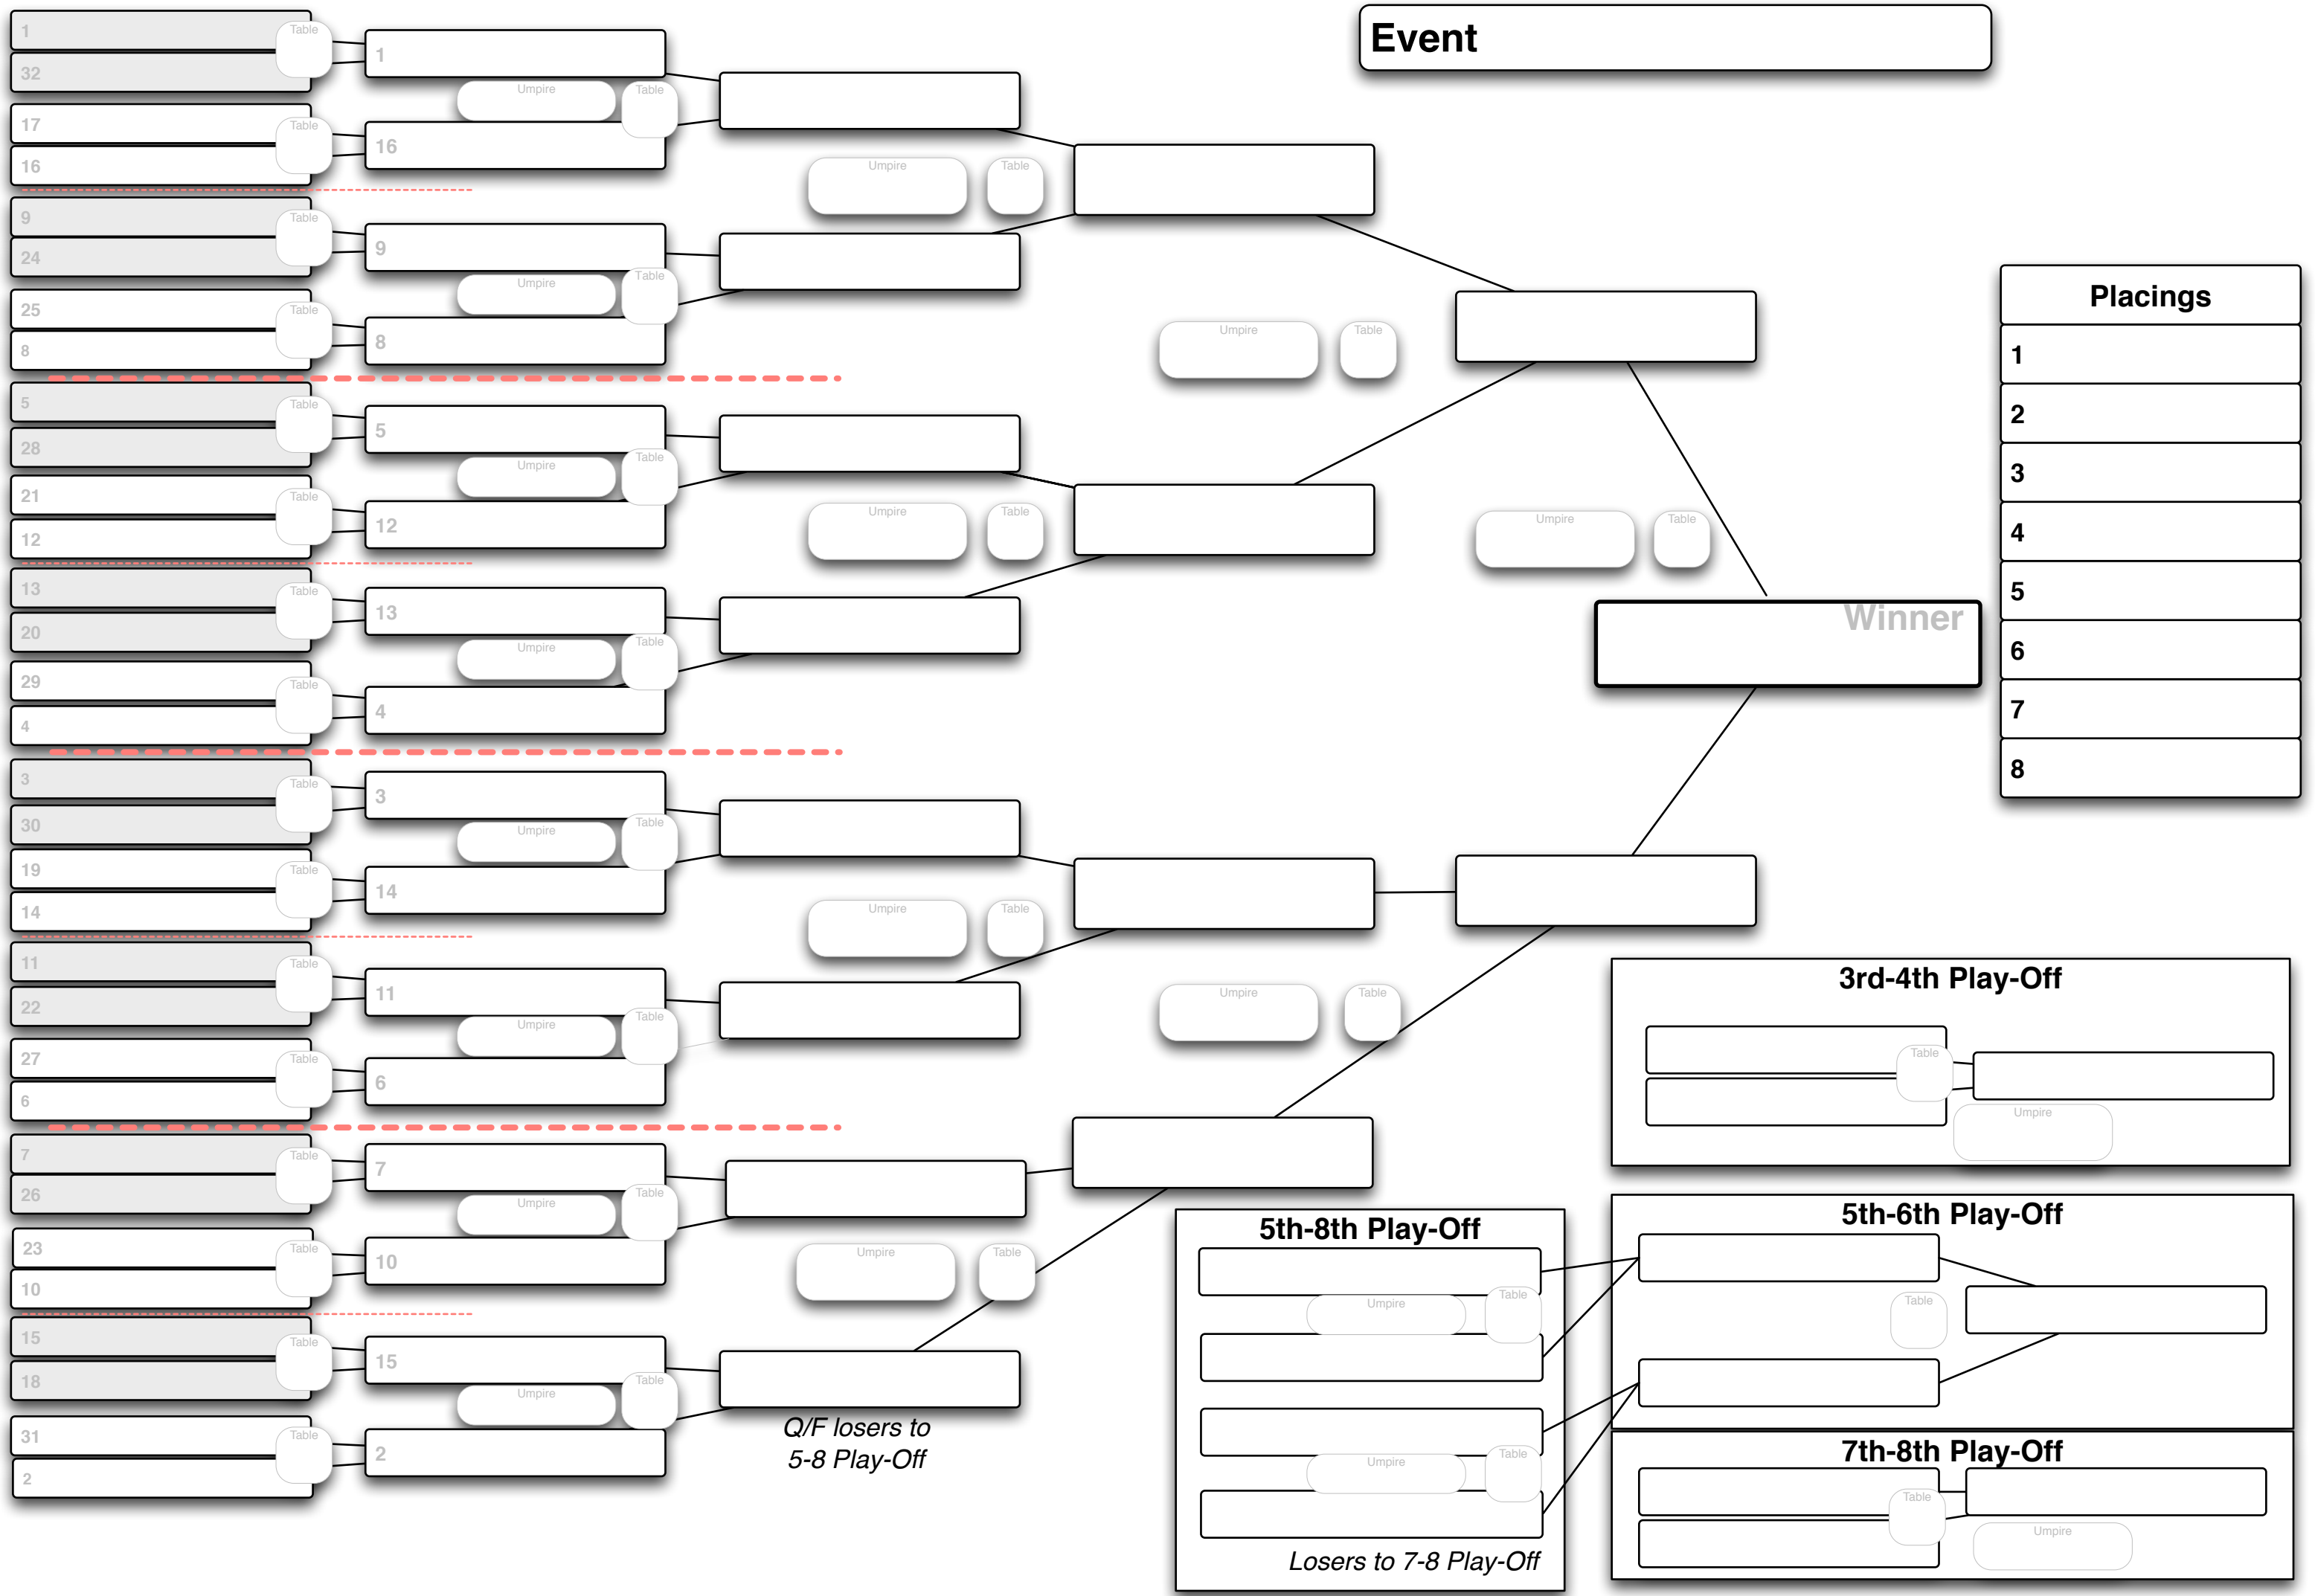 Event
1
Table
32
17
Table
16
9
Table
24
25
Table
8
5
Table
28
21
Table
12
13
Table
20
29
Table
4
3
Table
30
19
Table
14
11
Table
22
27
Table
6
7
Table
26
23
Table
10
15
Table
18
31
Table
2
1
Umpire
Table
16
9
Umpire
Table
8
5
Umpire
Table
12
13
Umpire
Table
4
3
Umpire
Table
14
11
Umpire
Table
6
7
Umpire
Table
10
15
Umpire
Table
2
Umpire
Table
Umpire
Table
Umpire
Table
Umpire
Table
Q/F losers to
5-8 Play-Off
Umpire
Table
Umpire
Table
Umpire
Table
Winner
Placings
1
2
3
4
5
6
7
8
3rd-4th Play-Off
Table
Umpire
5th-8th Play-Off
Umpire
Table
Umpire
Table
Losers to 7-8 Play-Off
5th-6th Play-Off
Table
7th-8th Play-Off
Table
Umpire